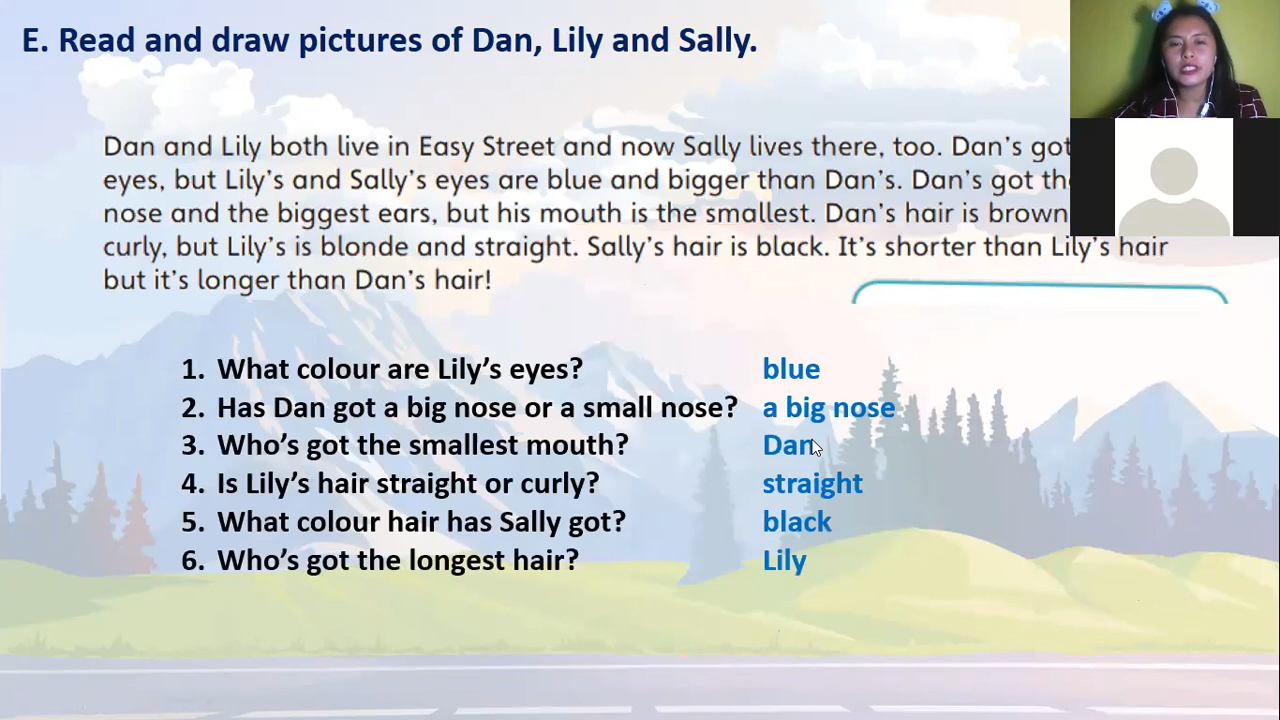 E. Read and draw pictures of Dan, Lily and Sally.
Dan and Lily both live in Easy Street and now Sally lives there, too. Dan's got
eyes, but Lily's and Sally's eyes are blue and bigger than Dan's. Dan's got
nose and the biggest ears, but his mouth is the smallest. Dan's hair is brown
curly, but Lily's is blonde and straight. Sally's hair is black. It's shorter than Lily's hair
but it's longer than Dan's hair!
1. What colour are Lily's eyes? blue
2. Has Dan got a big nose or a small nose? a big nose
3. Who's got the smallest mouth? Dan
4. Is Lily's hair straight or curly? straight
5. What colour hair has Sally got? black
6. Who's got the longest hair? Lily